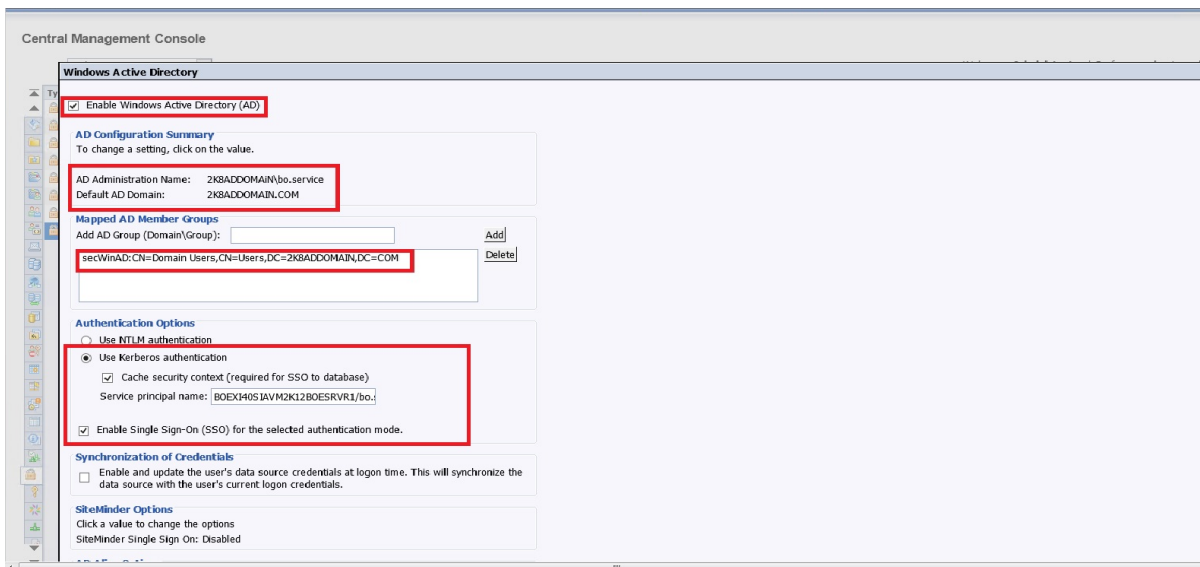 Central Management Console
Windows Active Directory
Ty
Enable Windows Active Directory (AD)
AD Configuration Summary
To change a setting, click on the value.
AD Administration Name: 2K8ADDOMAiN\bo.service
Default AD Domain: 2K8ADDOMAIN.COM
Mapped AD Member Groups
Add AD Group (Domain\Group): Add
secWinAD:CN=Domain Users,CN=Users,DC=2K8ADDOMAIN,DC=COM Delete
Authentication Options
Use NTLM authentication
Use Kerberos authentication
Cache security context (required for SSO to database)
Service principal name: BOEXI40SIAVM2K12BOESRVR1/bo.s
Enable Single Sign-On (SSO) for the selected authentication mode.
Synchronization of Credentials
Enable and update the user's data source credentials at logon time. This will synchronize the
data source with the user's current logon credentials.
SiteMinder Options
Click a value to change the options
SiteMinder Single Sign On: Disabled